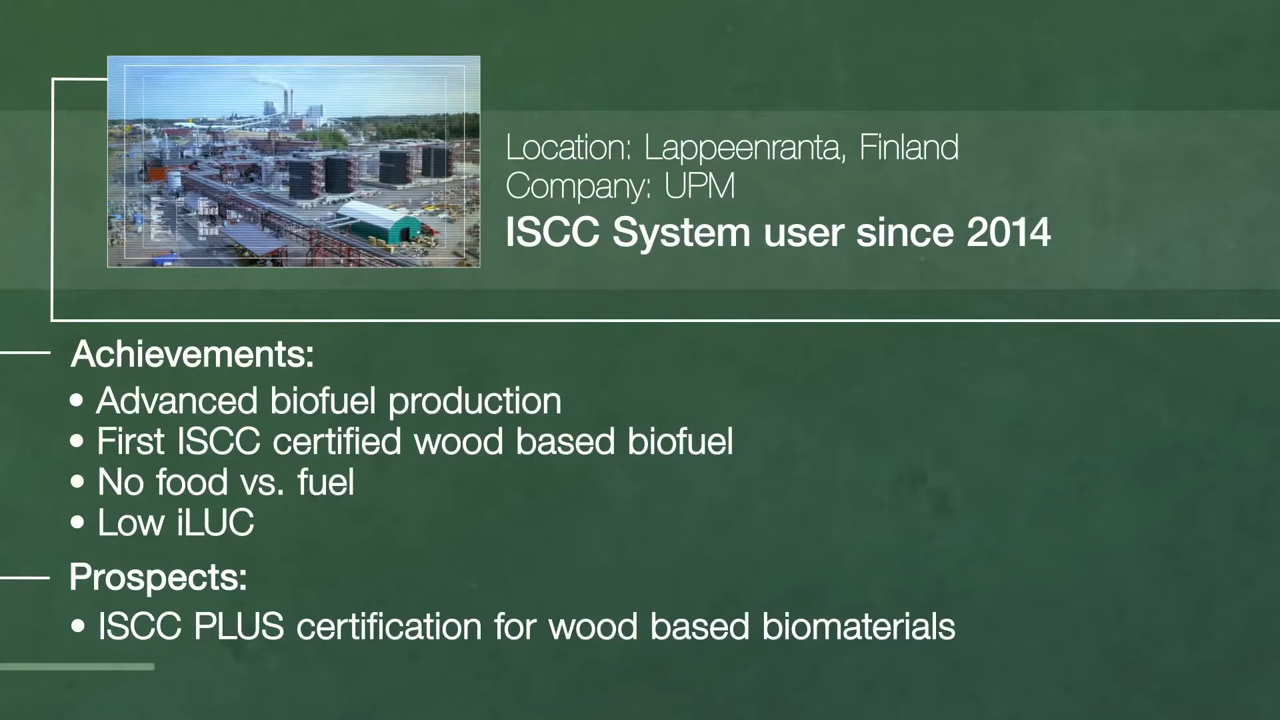 Location: Lappeenranta, Finland
Company: UPM
ISCC System user since 2014
Achievements:
• Advanced biofuel production
• First ISCC certified wood based biofuel
• No food vs. fuel
• Low iLUC
Prospects:
• ISCC PLUS certification for wood based biomaterials